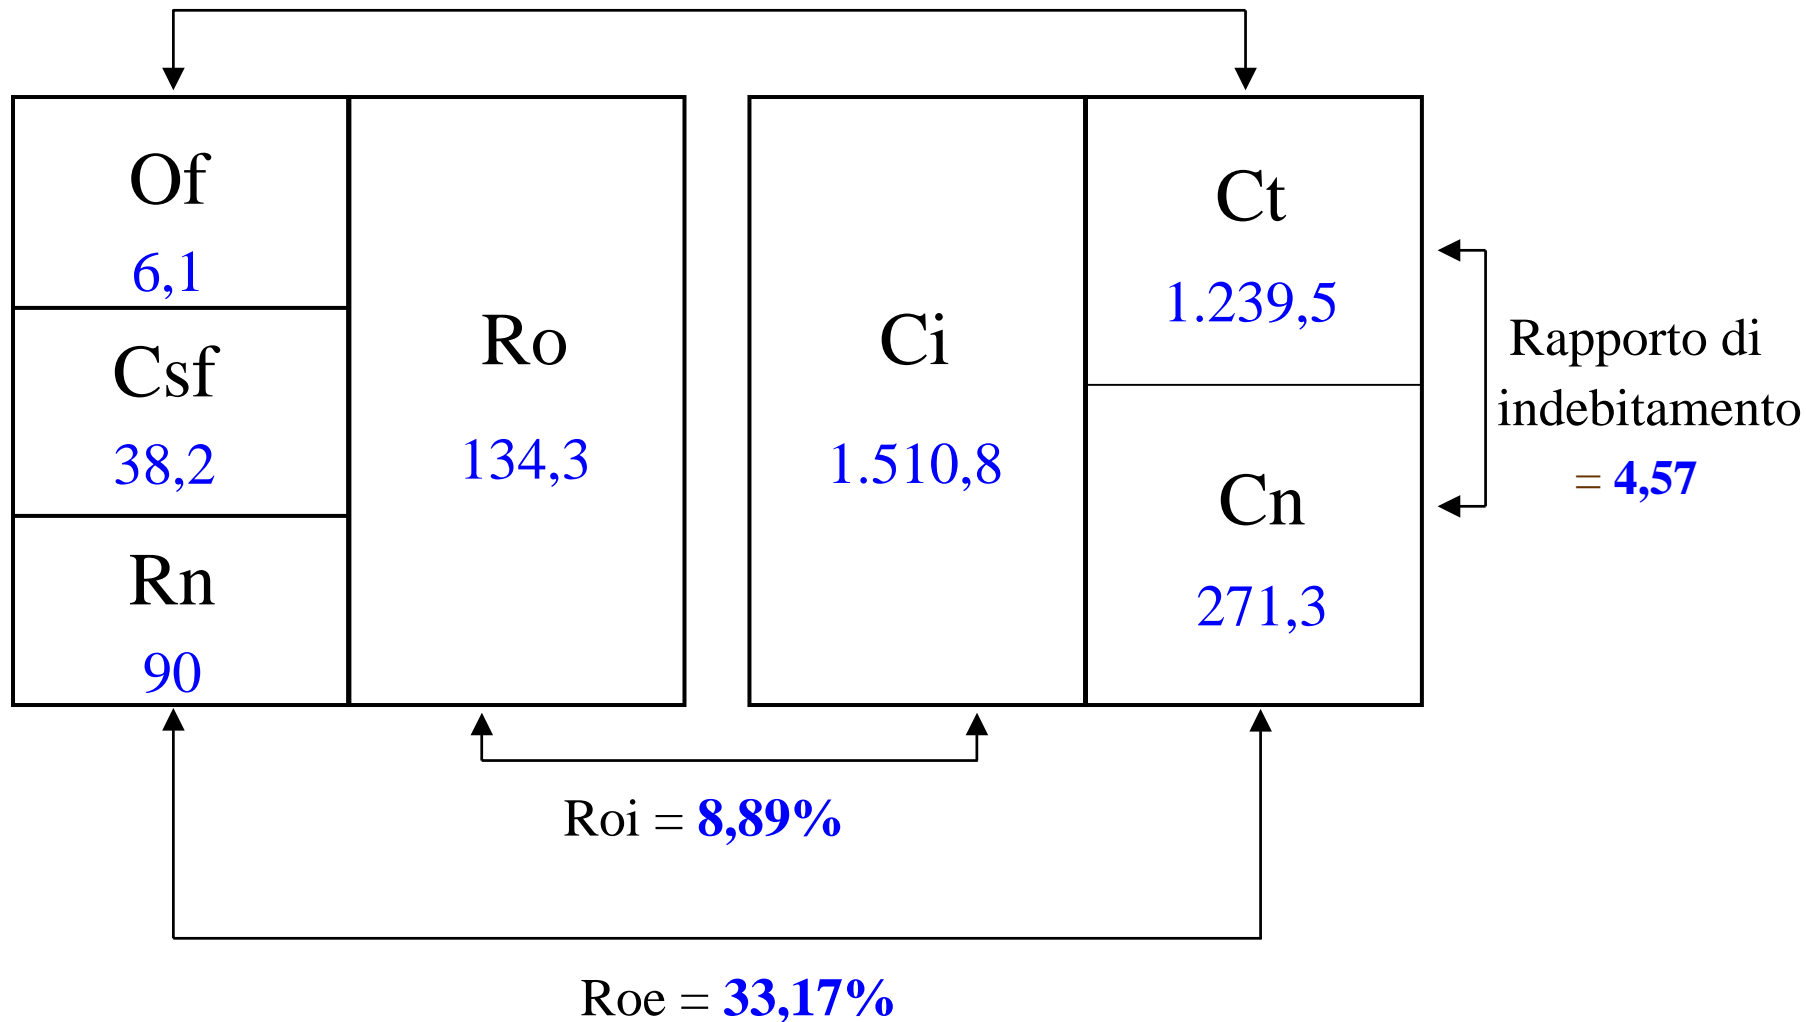 Of
6,1
Csf
38,2
Rn
90
Ro
134,3
Ci
1.510,8
Ct
1.239,5
Cn
271,3
Rapporto di
indebitamento
= 4,57
Roi = 8,89%
Roe = 33,17%